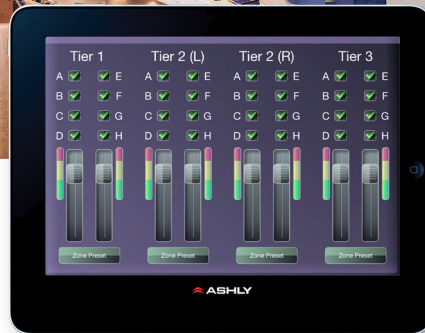 Tier 1 Tier 2 (L) Tier 2 (R) Tier 3
A E A E A E A E
B F B F B F B F
C G C G C G C G
D H D H D H D H
Zone Preset Zone Preset Zone Preset Zone Preset
ASHLY